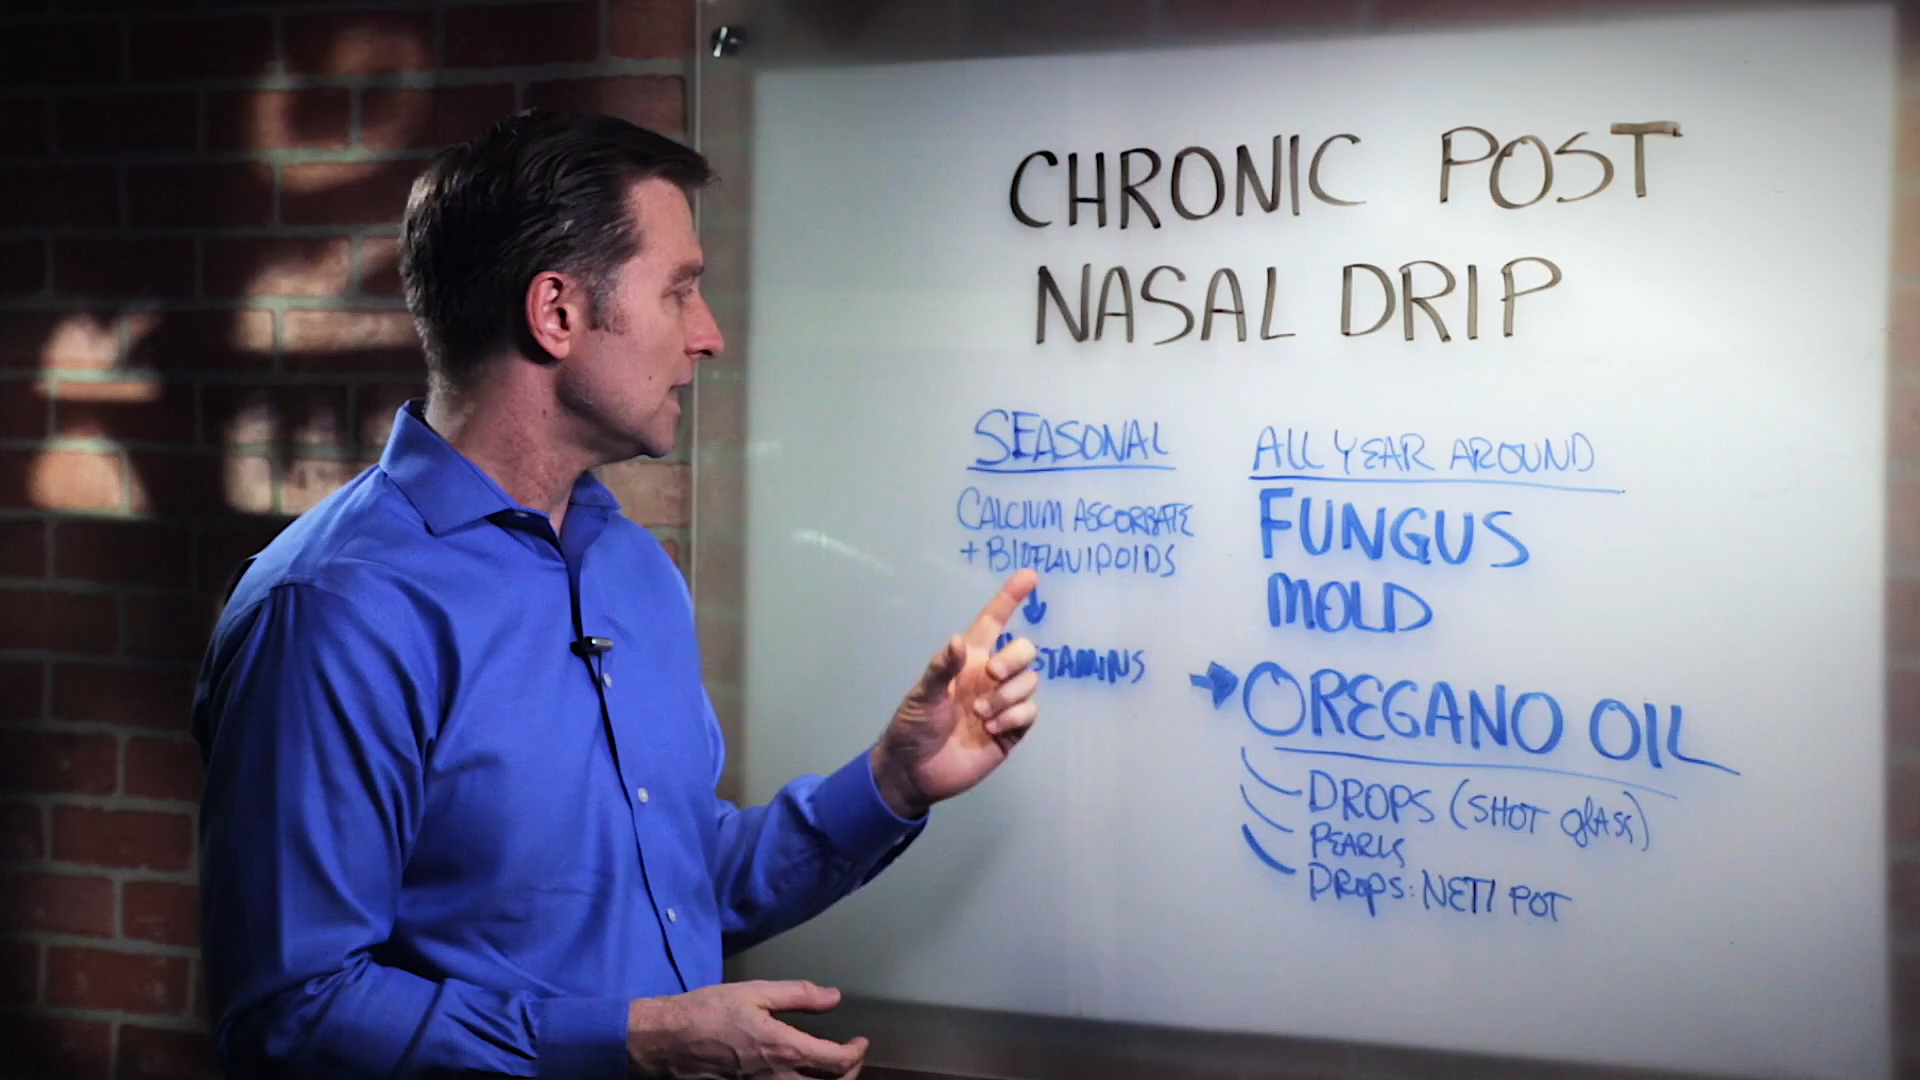 CHRONIC POST
NASAL DRIP
SEASONAL
CALCIUM ASCORBATE
+ BIOFLAVIPOIDS
ALL YEAR AROUND
FUNGUS
MOLD
OREGANO OIL
DROPS (SHOT glASS)
PEARLS
DROPS: NETI POT